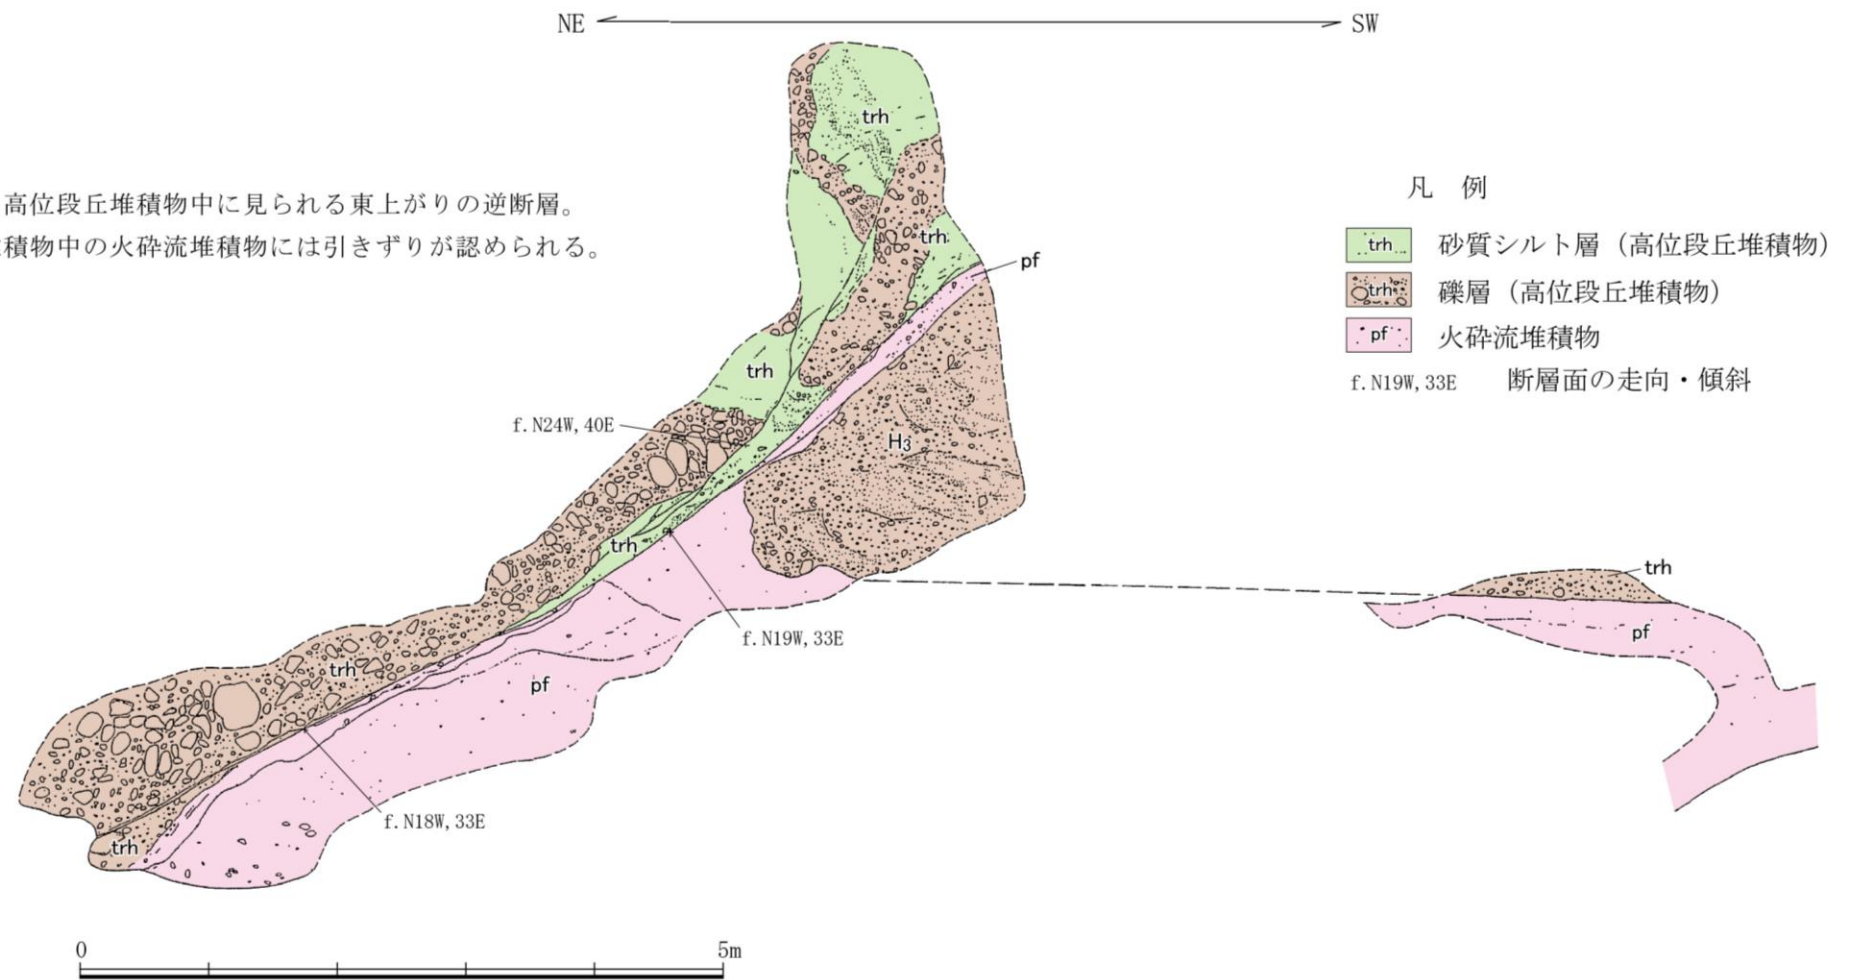 NE SW
高位段丘堆積物中に見られる東上がりの逆断層。
積物中の火砕流堆積物には引きずりが認められる。
凡 例
trh 砂質シルト層（高位段丘堆積物）
trh 礫層（高位段丘堆積物）
pf 火砕流堆積物
f.N19W,33E 断層面の走向・傾斜
trh
trh
pf
trh
f.N24W,40E
H3
trh
trh
f.N19W,33E
pf
trh
pf
f.N18W,33E
trh
0 5m